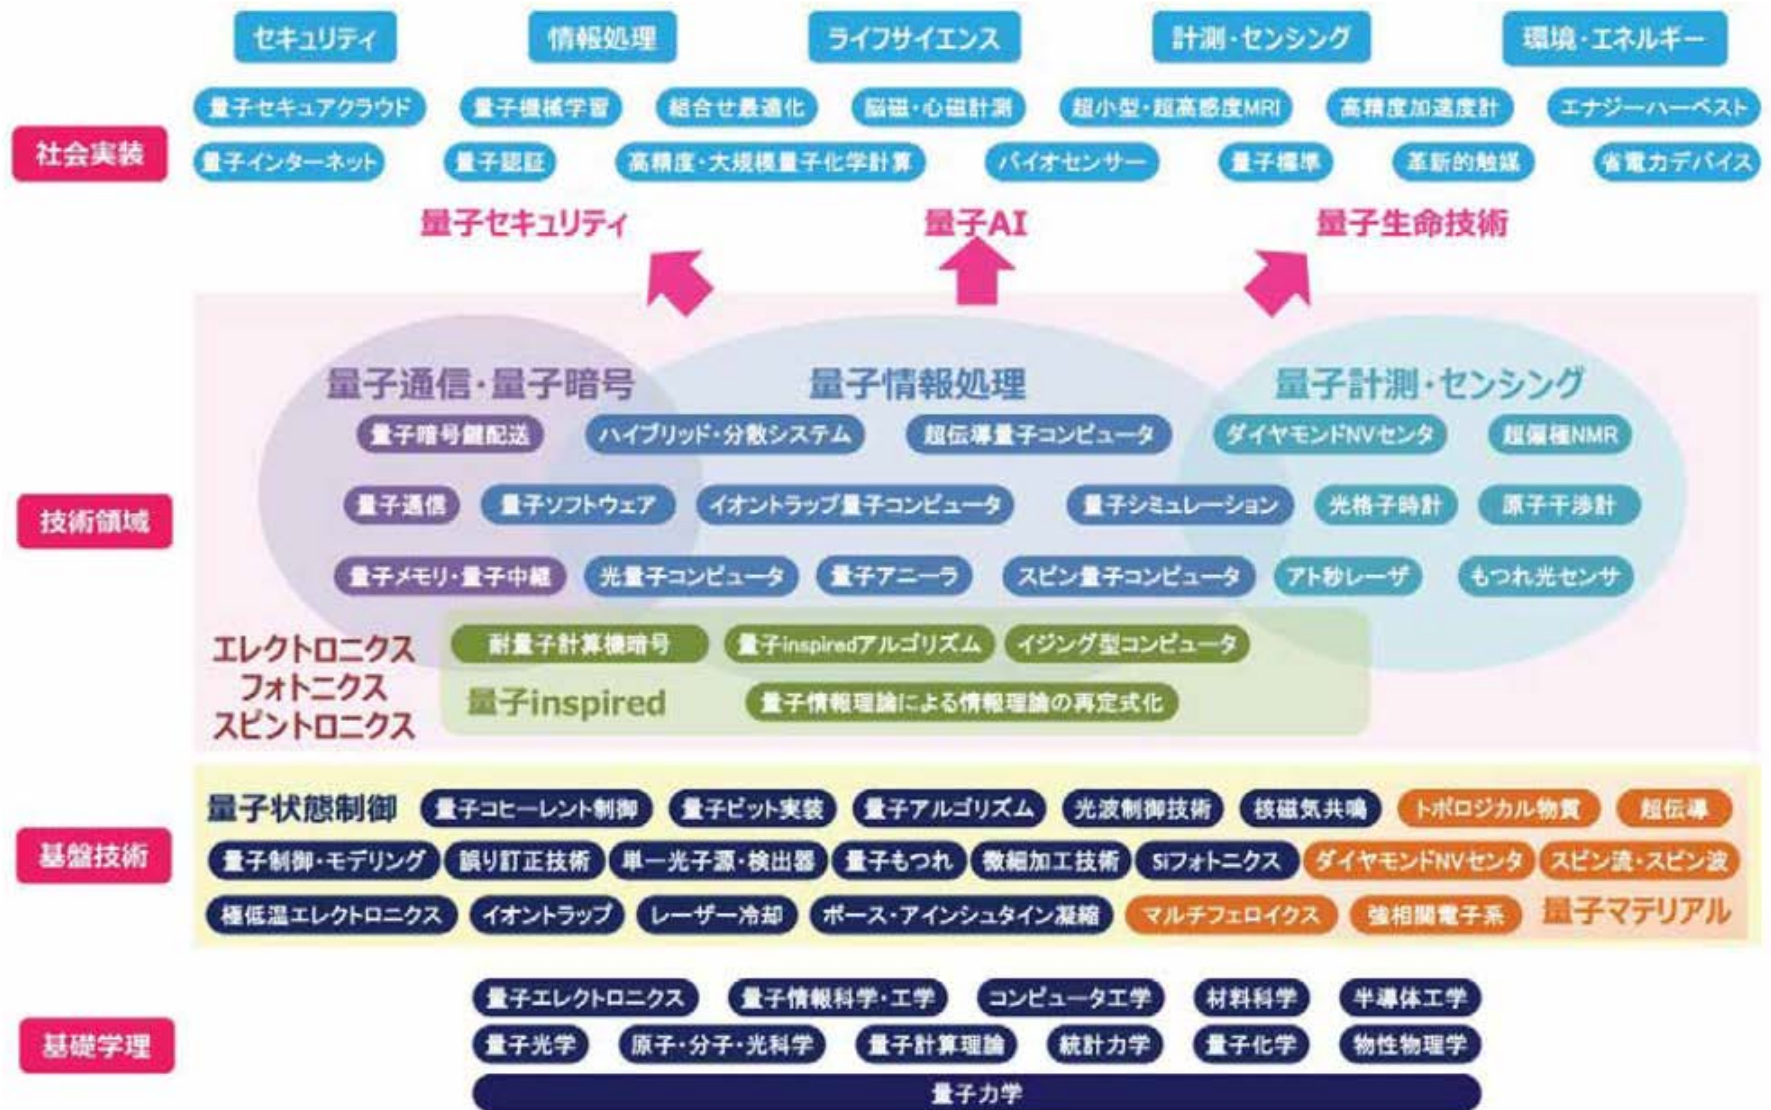 セキュリティ 情報処理 ライフサイエンス 計測・センシング 環境・エネルギー
量子セキュアクラウド 量子機械学習 組合せ最適化 脳磁・心磁計測 超小型・超高感度MRI 高精度加速度計 エナジーハーベスト
社会実装
量子インターネット 量子認証 高精度・大規模量子化学計算 バイオセンサー 量子標準 革新的触媒 省電力デバイス
量子セキュリティ 量子AI 量子生命技術
量子通信・量子暗号 量子情報処理 量子計測・センシング
量子暗号鍵配送 ハイブリッド・分散システム 超伝導量子コンピュータ ダイヤモンドNVセンタ 超偏極NMR
技術領域
量子通信 量子ソフトウェア イオントラップ量子コンピュータ 量子シミュレーション 光格子時計 原子干渉計
量子メモリ・量子中継 光量子コンピュータ 量子アニーラ スピン量子コンピュータ アト秒レーザ もつれ光センサ
エレクトロニクス
フォトニクス
スピントロニクス
耐量子計算機暗号 量子inspiredアルゴリズム イジング型コンピュータ
量子inspired 量子情報理論による情報理論の再定式化
量子状態制御 量子コヒーレント制御 量子ビット実装 量子アルゴリズム 光波制御技術 核磁気共鳴 トポロジカル物質 超伝導
基盤技術
量子制御・モデリング 誤り訂正技術 単一光子源・検出器 量子もつれ 微細加工技術 Siフォトニクス ダイヤモンドNVセンタ スピン流・スピン波
極低温エレクトロニクス イオントラップ レーザー冷却 ボース・アインシュタイン凝縮 マルチフェロイクス 強相関電子系 量子マテリアル
量子エレクトロニクス 量子情報科学・工学 コンピュータ工学 材料科学 半導体工学
基礎学理
量子光学 原子・分子・光科学 量子計算理論 統計力学 量子化学 物性物理学
量子力学